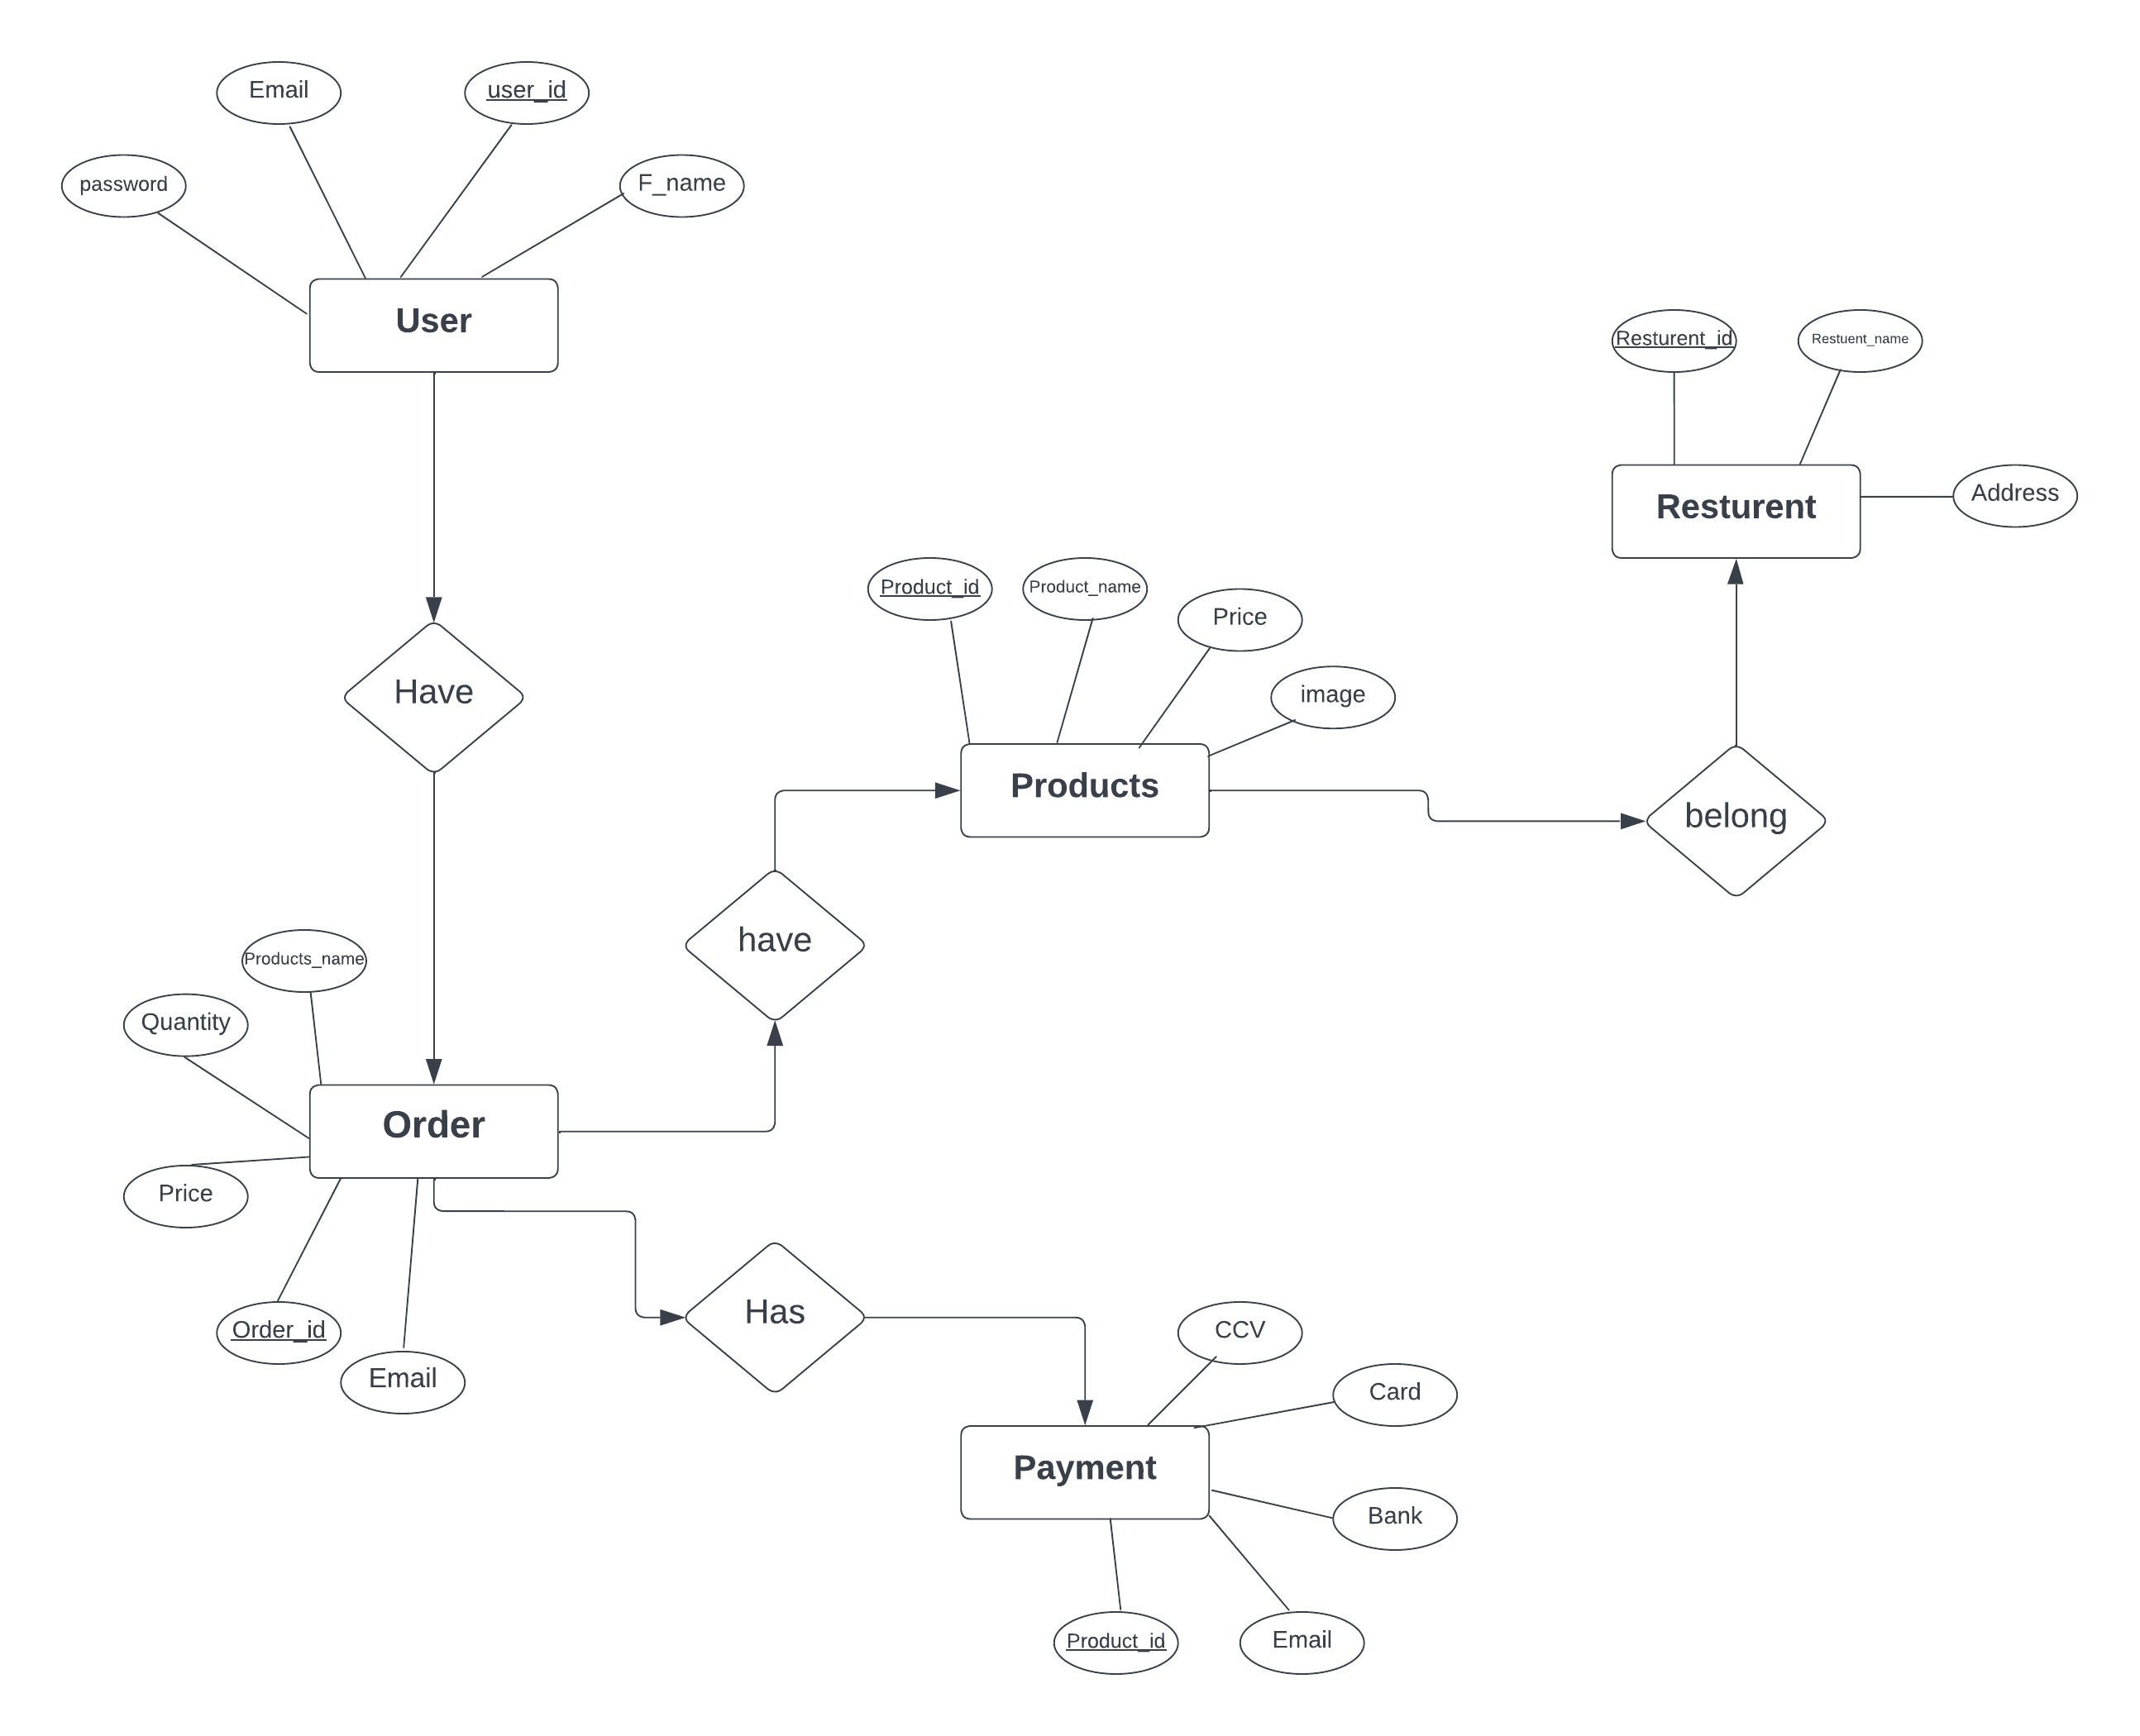 Email
user_id
password
F_name
User
Resturent_id
Restuent_name
Resturent
Address
Product_id
Product_name
Price
image
Have
Products
belong
have
Products_name
Quantity
Order
Price
Order_id
Email
Has
CCV
Card
Payment
Bank
Product_id
Email